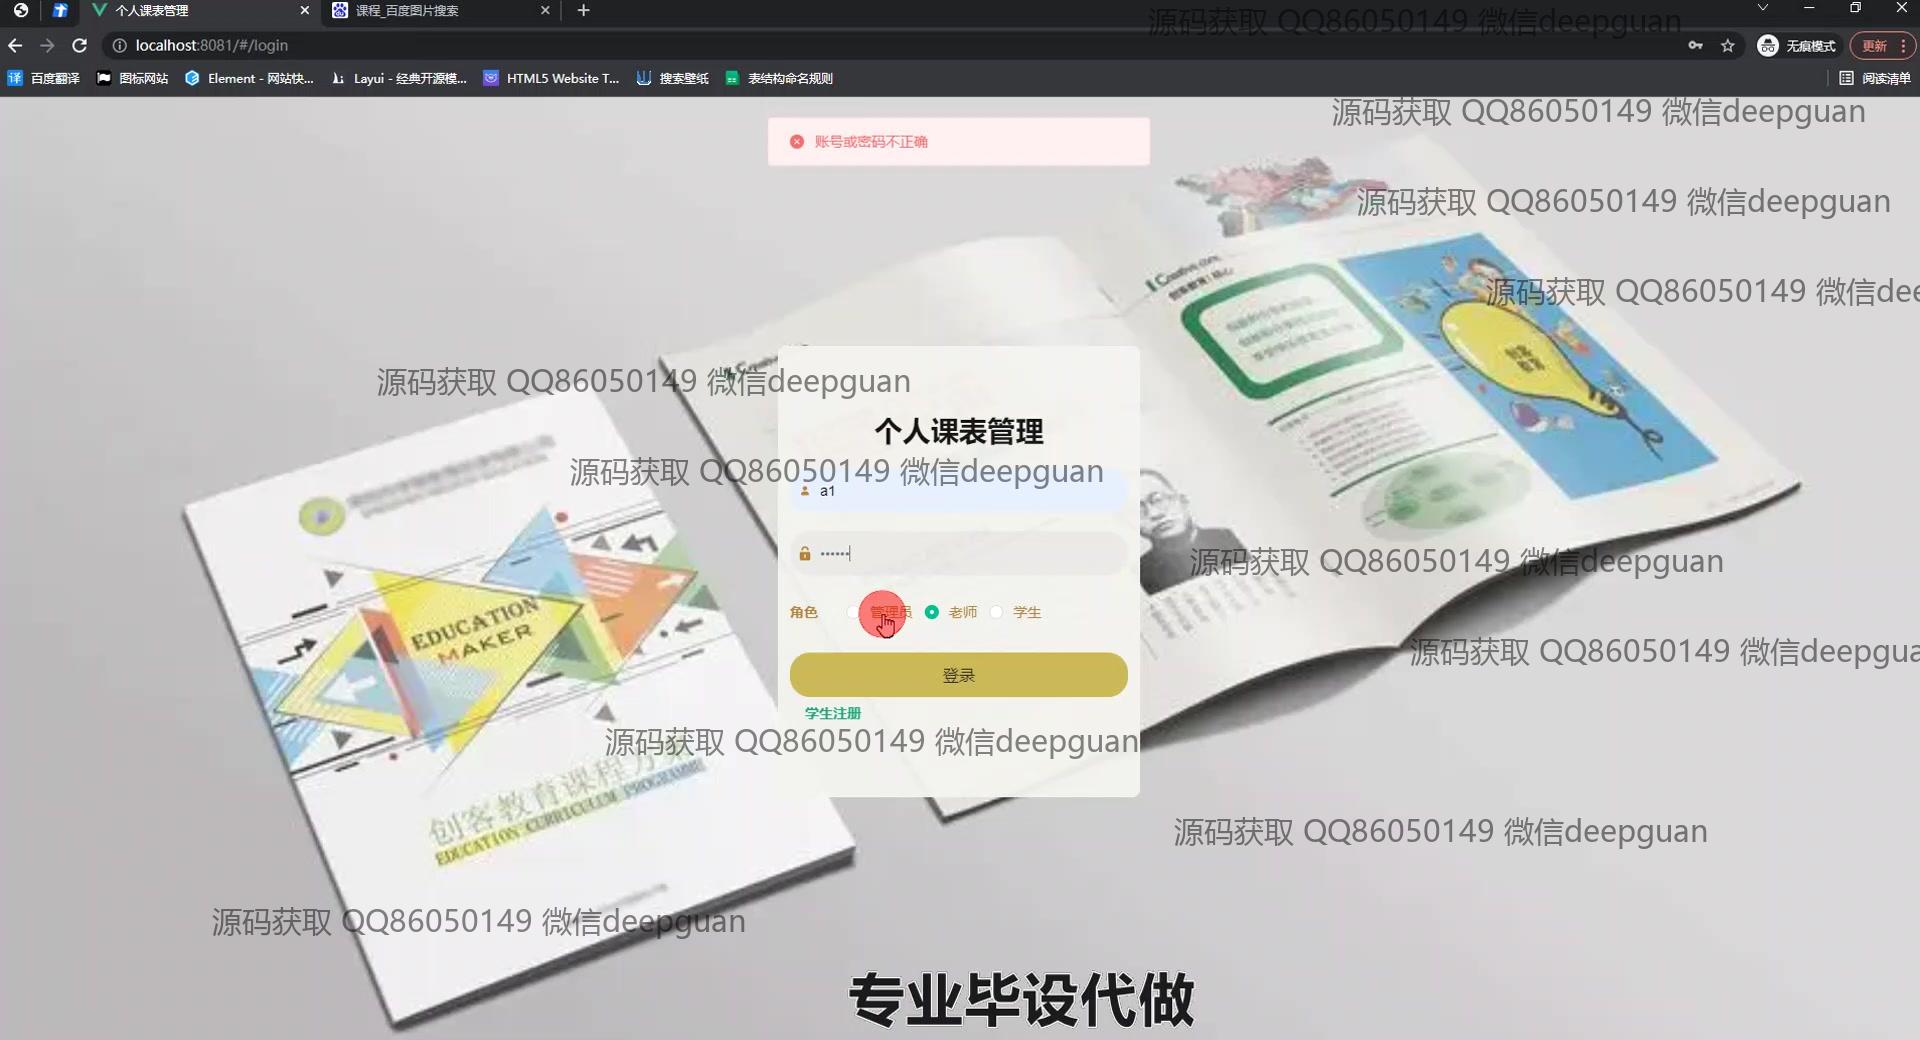 个人课表管理
课程_百度图片搜索
localhost:8081/#/login
无痕模式
更新
百度翻译
图标网站
Element - 网站快...
Layui - 经典开源模...
HTML5 Website T...
搜索壁纸
表结构命名规则
阅读清单
源码获取 QQ86050149 微信deepguan
账号或密码不正确
源码获取 QQ86050149 微信deepguan
源码获取 QQ86050149 微信deepguan
源码获取 QQ86050149 微信dee
源码获取 QQ86050149 微信deepguan
个人课表管理
源码获取 QQ86050149 微信deepguan
a1
••••••
源码获取 QQ86050149 微信deepguan
角色 管理员 老师 学生
EDUCATION
MAKER
源码获取 QQ86050149 微信deepgua
登录
学生注册
源码获取 QQ86050149 微信deepguan
创客教育课程方案
EDUCATION CURRICULUM PROGRAMME
源码获取 QQ86050149 微信deepguan
源码获取 QQ86050149 微信deepguan
专业毕设代做